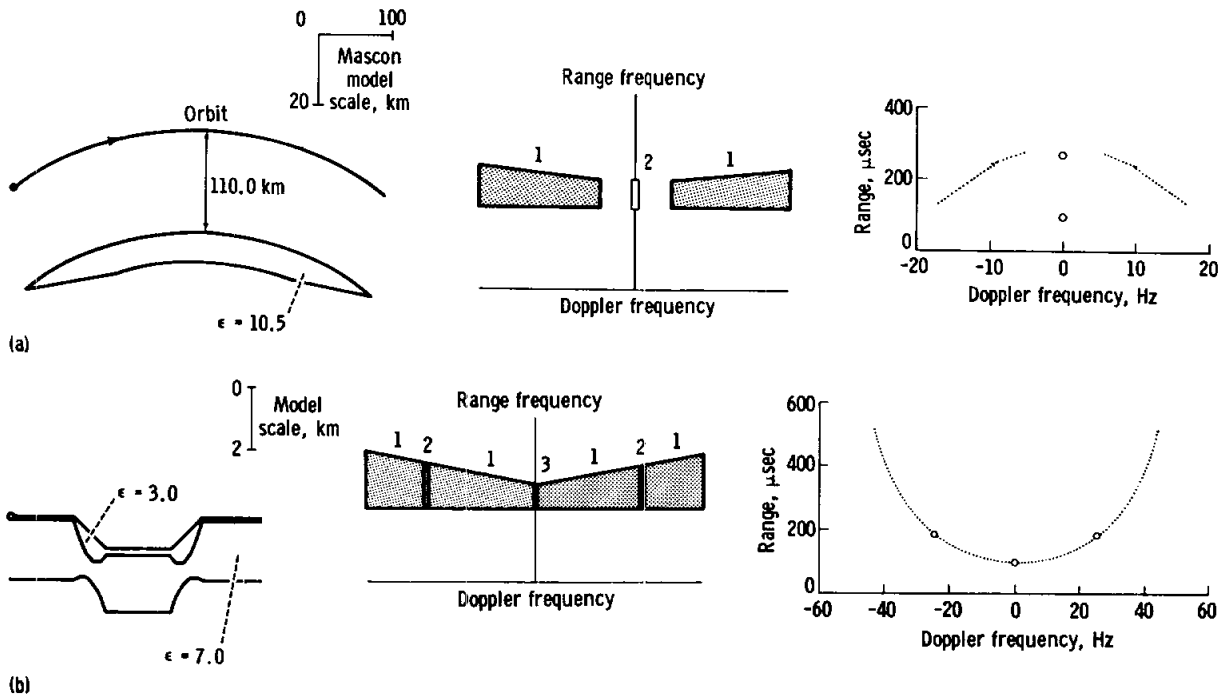 0 100
Mascon
model
20 scale, km
Orbit
110.0 km
ε = 10.5
(a)
Range frequency
1 2 1
Doppler frequency
400
200
0
Range, μsec
-20 -10 0 10 20
Doppler frequency, Hz
0
Model
scale, km
2
ε = 3.0
ε = 7.0
(b)
Range frequency
1 2 1 3 1 2 1
Doppler frequency
600
400
200
0
Range, μsec
-60 -40 -20 0 20 40 60
Doppler frequency, Hz